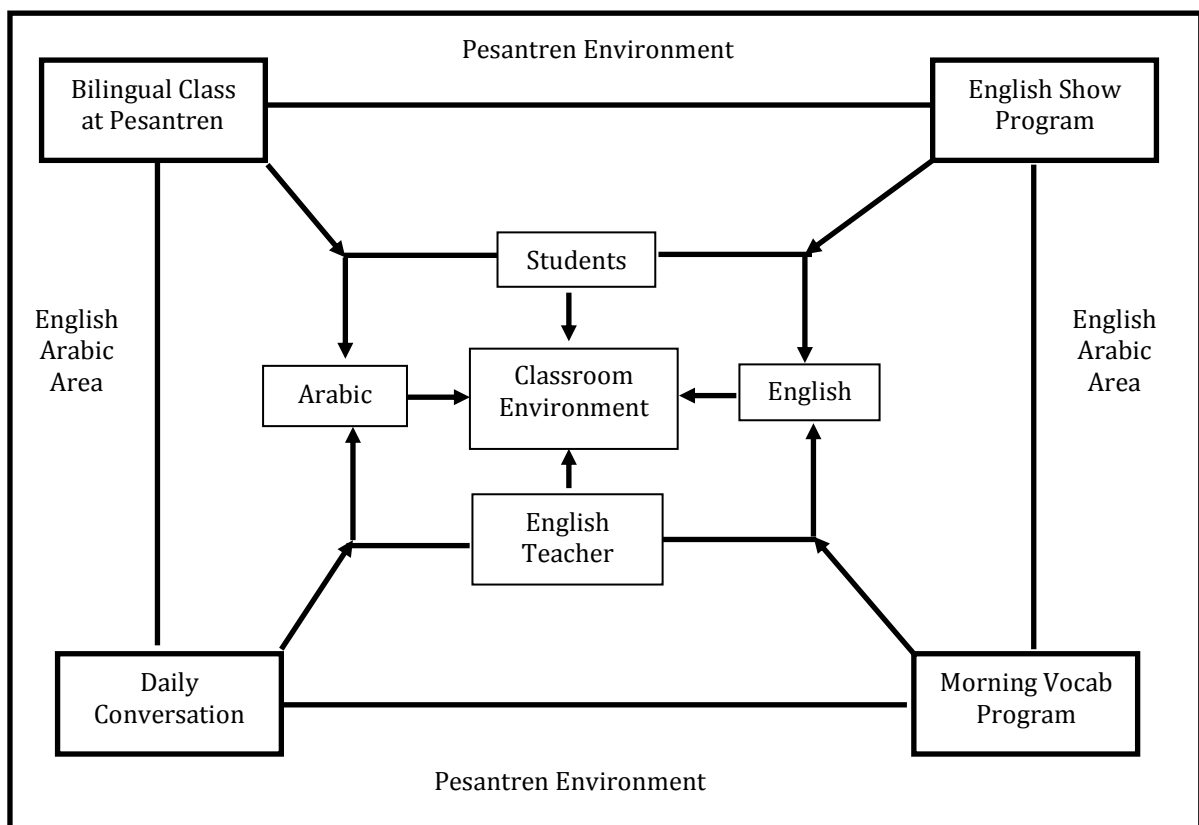 Pesantren Environment
Bilingual Class
at Pesantren
English Show
Program
Students
English
Arabic
Area
English
Arabic
Area
Arabic
Classroom
Environment
English
English
Teacher
Daily
Conversation
Morning Vocab
Program
Pesantren Environment